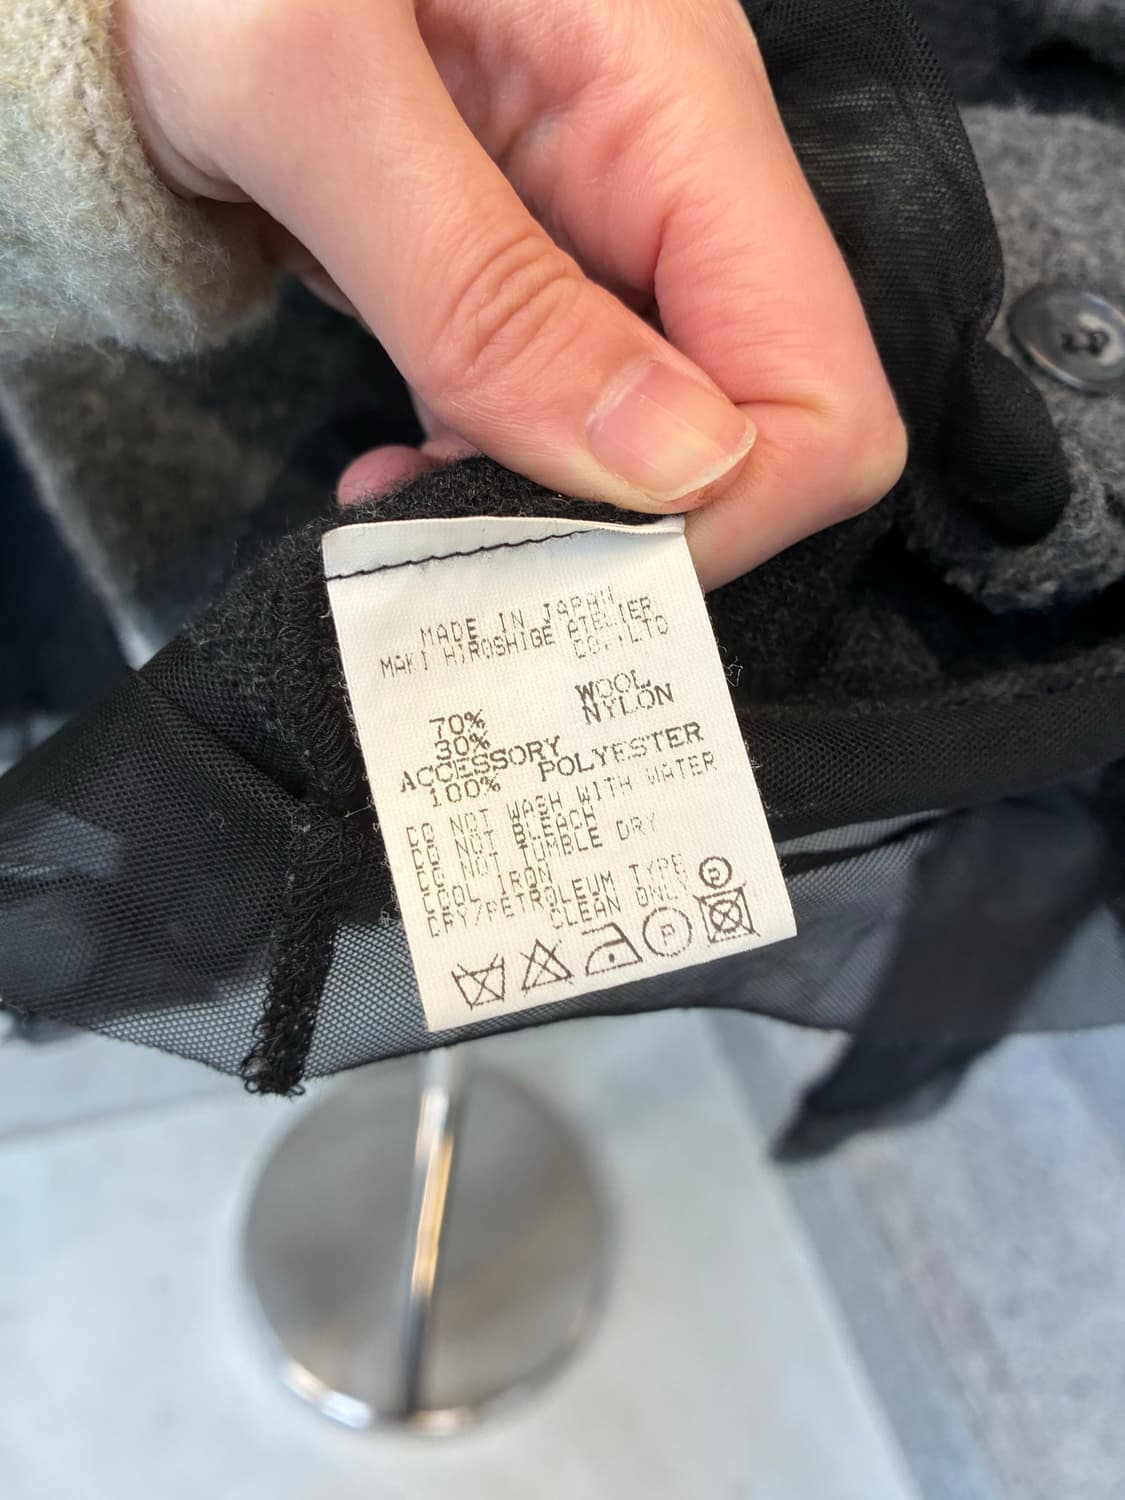 MADE IN JAPAN
MAKI HIROSHIGE ATELIER
CO.,LTD
70% WOOL
30% NYLON
ACCESSORY
100% POLYESTER
DO NOT WASH WITH WATER
DO NOT BLEACH
DO NOT TUMBLE DRY
COOL IRON
DRY/PETROLEUM TYPE
CLEAN ONLY
P
P